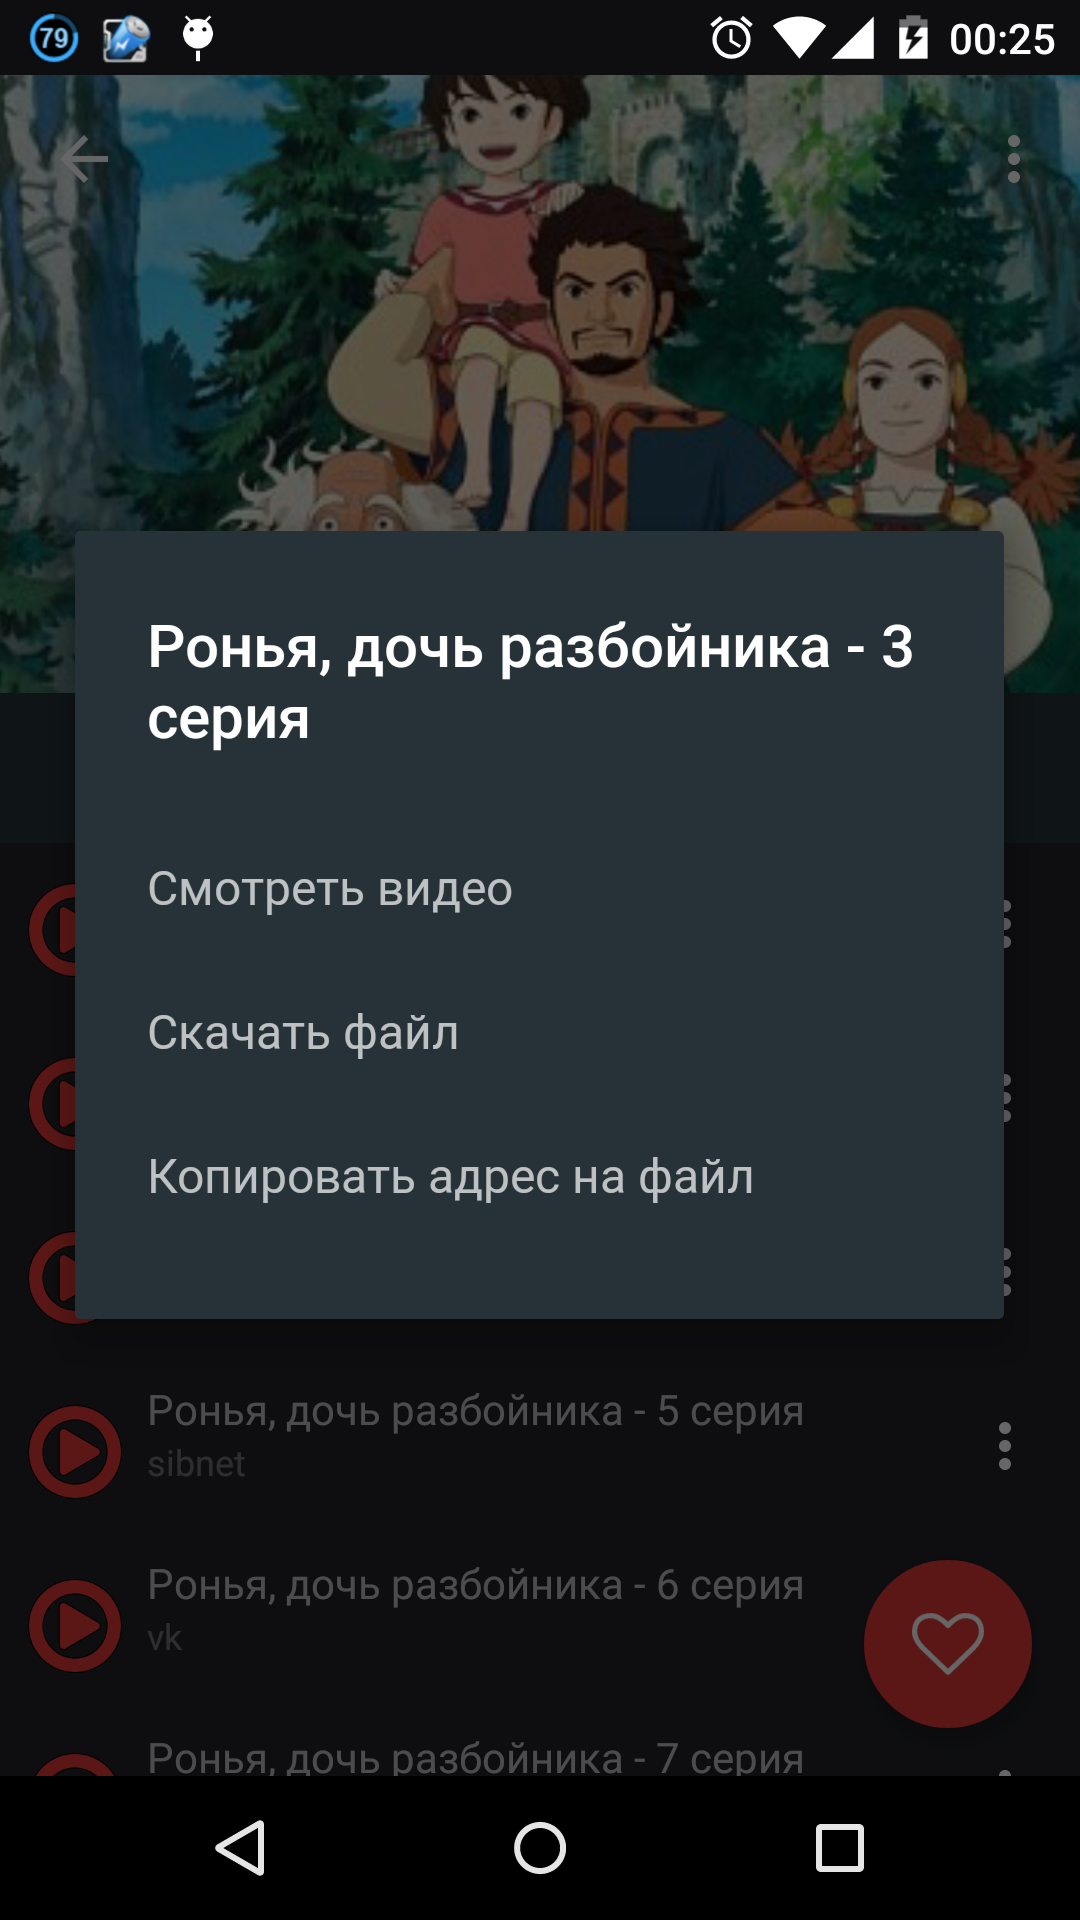 79
00:25
Ронья, дочь разбойника - 3
серия
Смотреть видео
Скачать файл
Копировать адрес на файл
Ронья, дочь разбойника - 5 серия
sibnet
Ронья, дочь разбойника - 6 серия
vk
Ронья, дочь разбойника - 7 серия